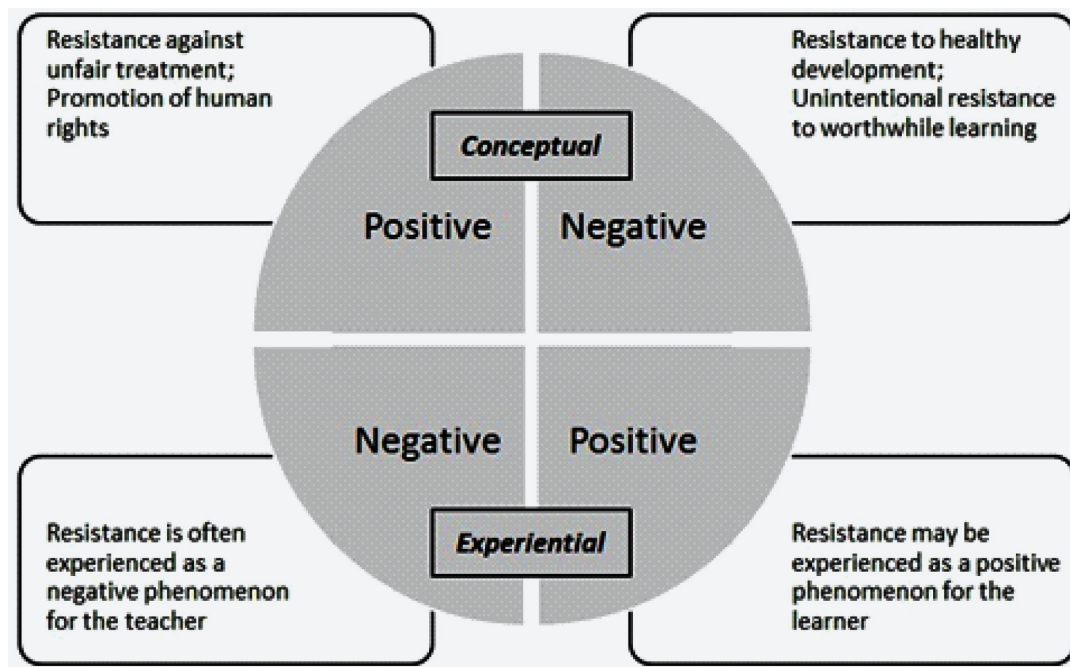 Resistance against
unfair treatment;
Promotion of human
rights
Resistance to healthy
development;
Unintentional resistance
to worthwhile learning
Conceptual
Positive
Negative
Negative
Positive
Experiential
Resistance is often
experienced as a
negative phenomenon
for the teacher
Resistance may be
experienced as a positive
phenomenon for the
learner